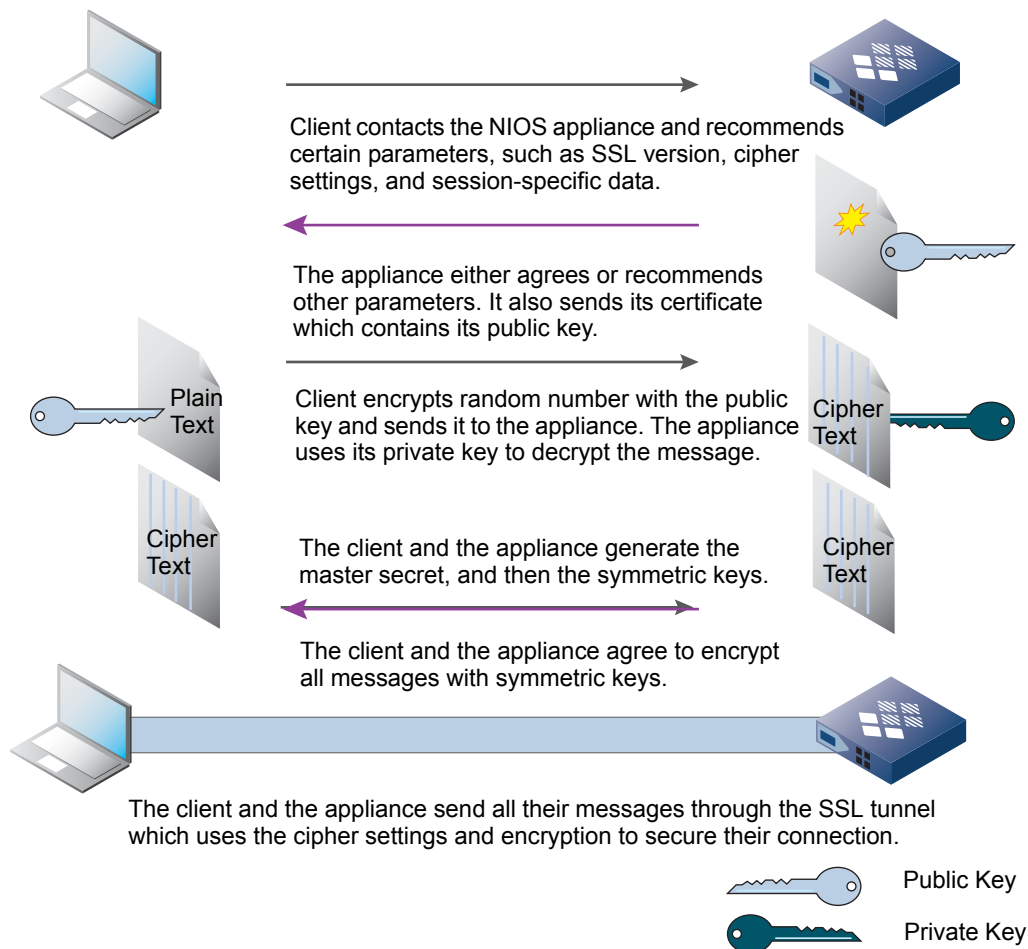 Client contacts the NIOS appliance and recommends
certain parameters, such as SSL version, cipher
settings, and session-specific data.
The appliance either agrees or recommends
other parameters. It also sends its certificate
which contains its public key.
Plain
Text
Client encrypts random number with the public
key and sends it to the appliance. The appliance
uses its private key to decrypt the message.
Cipher
Text
Cipher
Text
The client and the appliance generate the
master secret, and then the symmetric keys.
Cipher
Text
The client and the appliance agree to encrypt
all messages with symmetric keys.
The client and the appliance send all their messages through the SSL tunnel
which uses the cipher settings and encryption to secure their connection.
Public Key
Private Key